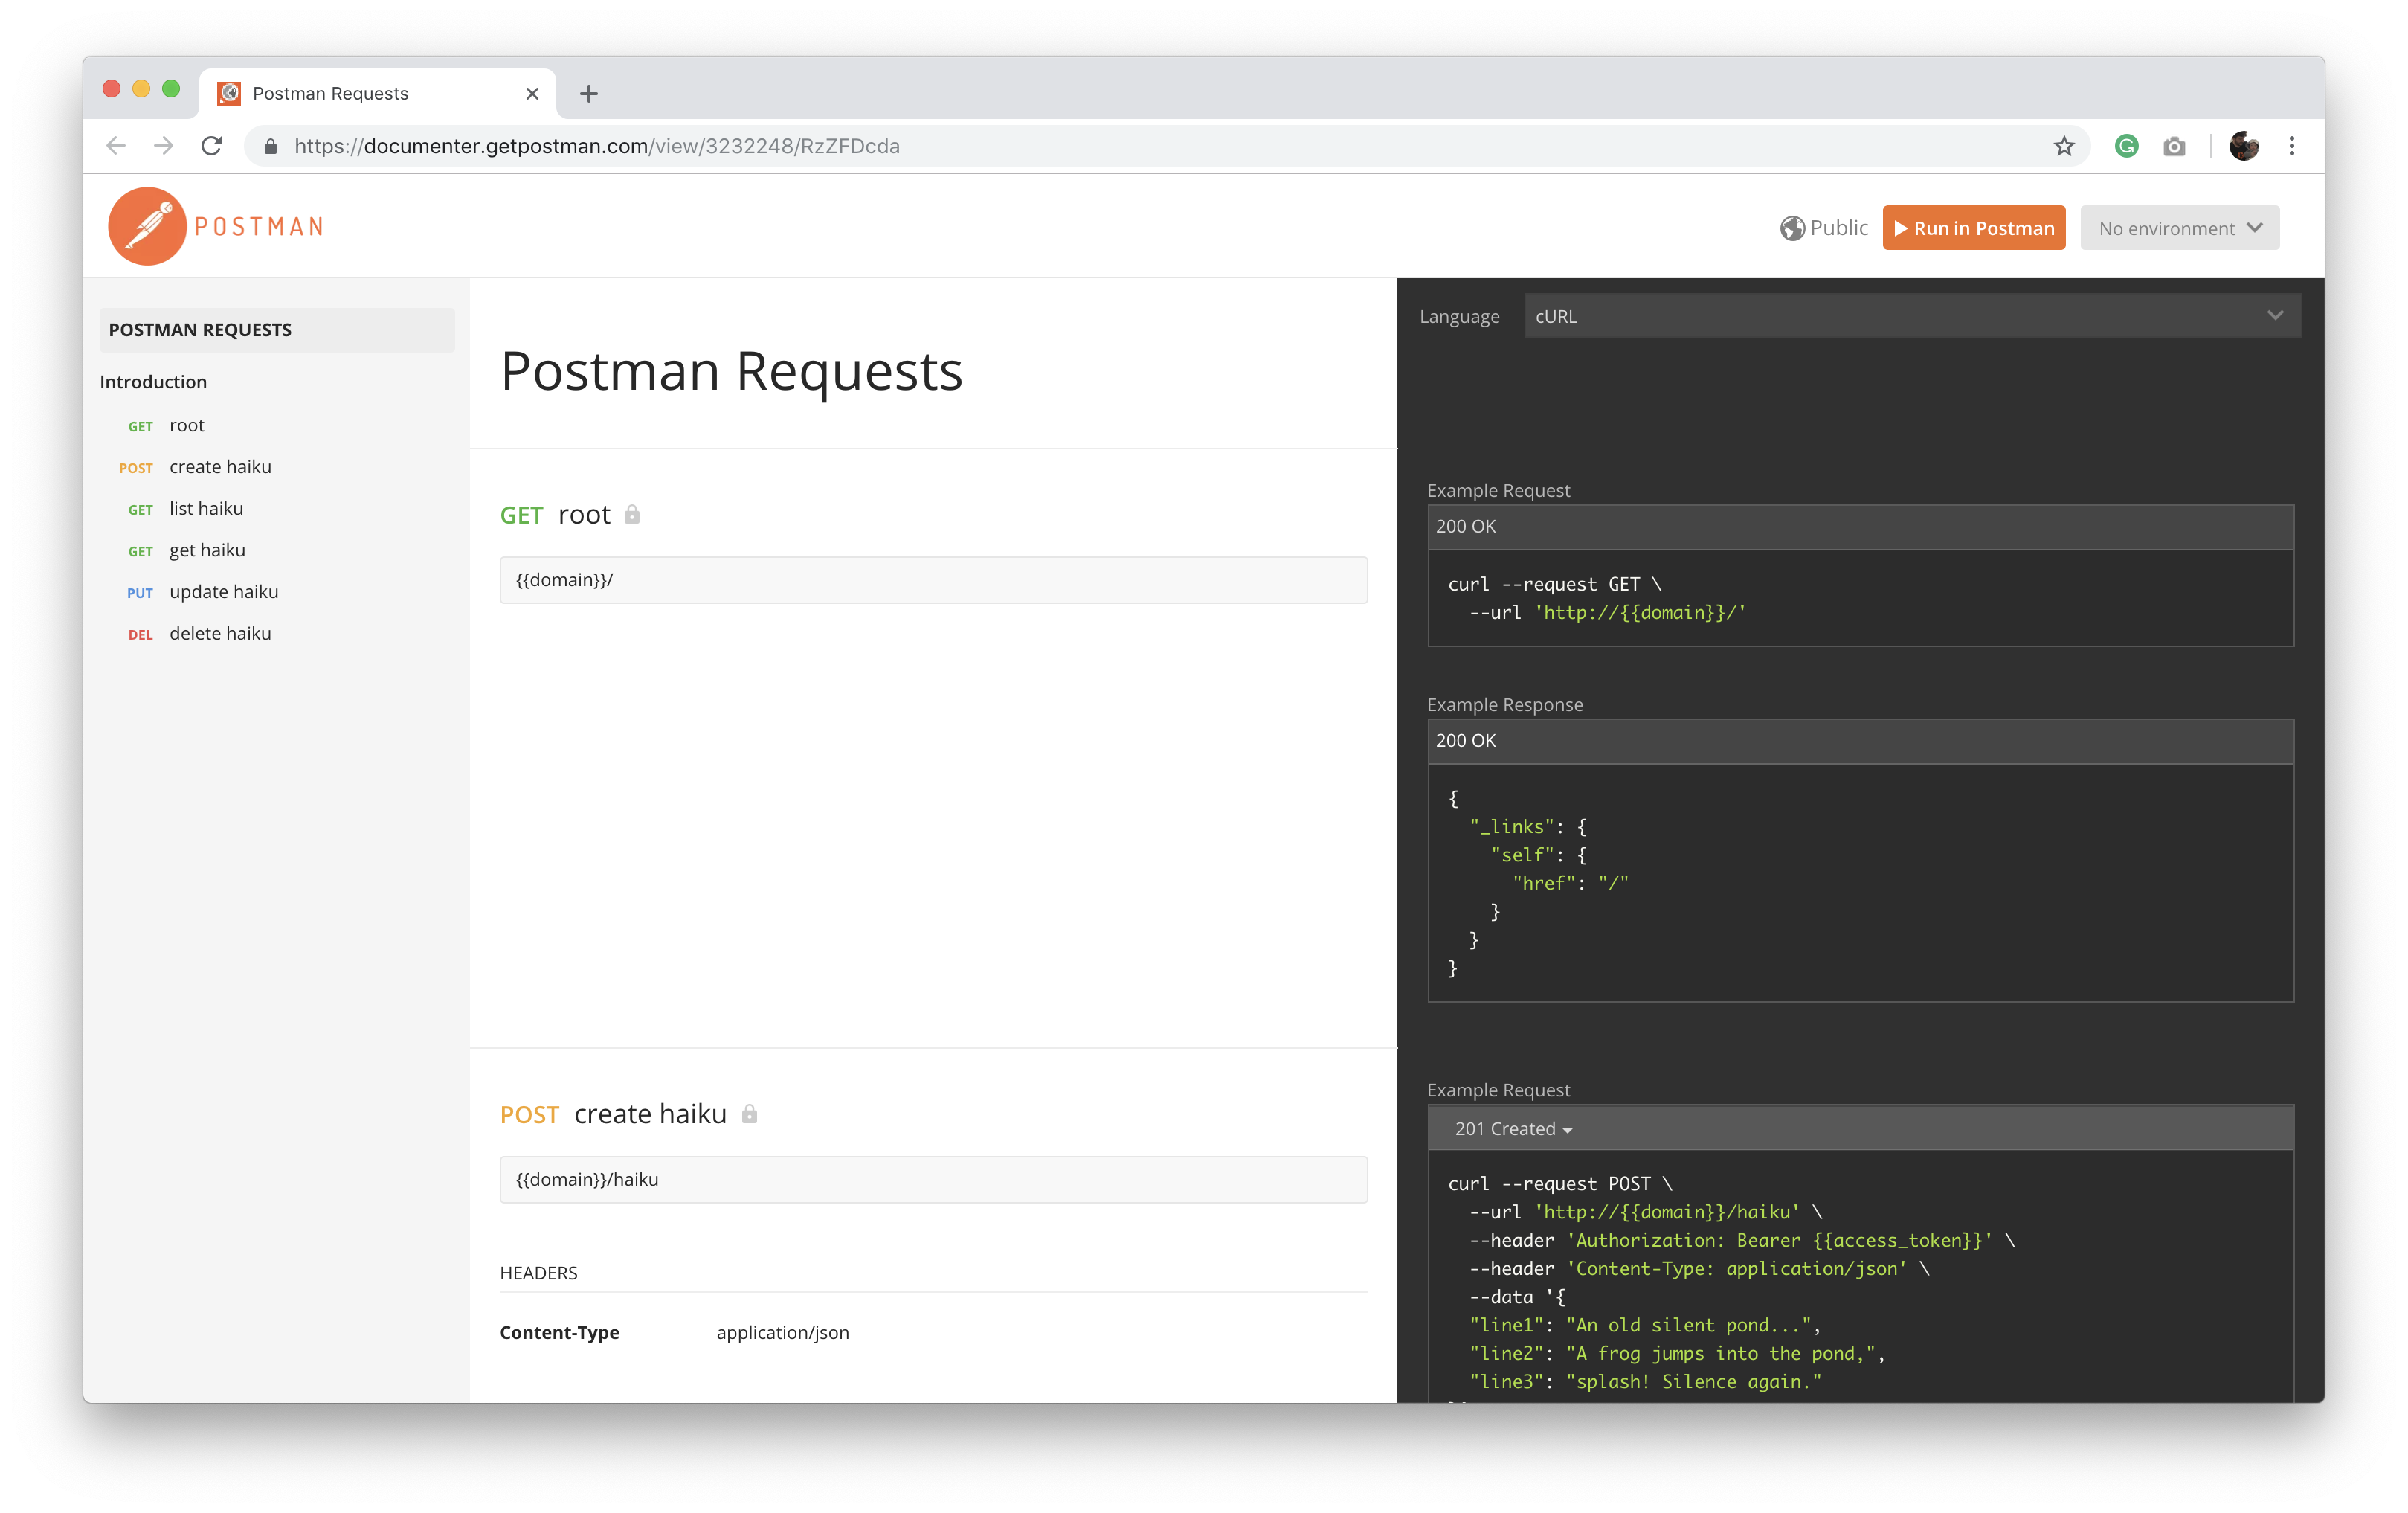 Postman Requests
https://documenter.getpostman.com/view/3232248/RzZFDcda
POSTMAN
Public
Run in Postman
No environment
POSTMAN REQUESTS
Introduction
GET root
POST create haiku
GET list haiku
GET get haiku
PUT update haiku
DEL delete haiku
Postman Requests
GET root
{{domain}}/
POST create haiku
{{domain}}/haiku
HEADERS
Content-Type application/json
Language cURL
Example Request
200 OK
curl --request GET \
  --url 'http://{{domain}}/'
Example Response
200 OK
{
  "_links": {
    "self": {
      "href": "/"
    }
  }
}
Example Request
201 Created
curl --request POST \
  --url 'http://{{domain}}/haiku' \
  --header 'Authorization: Bearer {{access_token}}' \
  --header 'Content-Type: application/json' \
  --data '{
  "line1": "An old silent pond...",
  "line2": "A frog jumps into the pond,",
  "line3": "splash! Silence again."